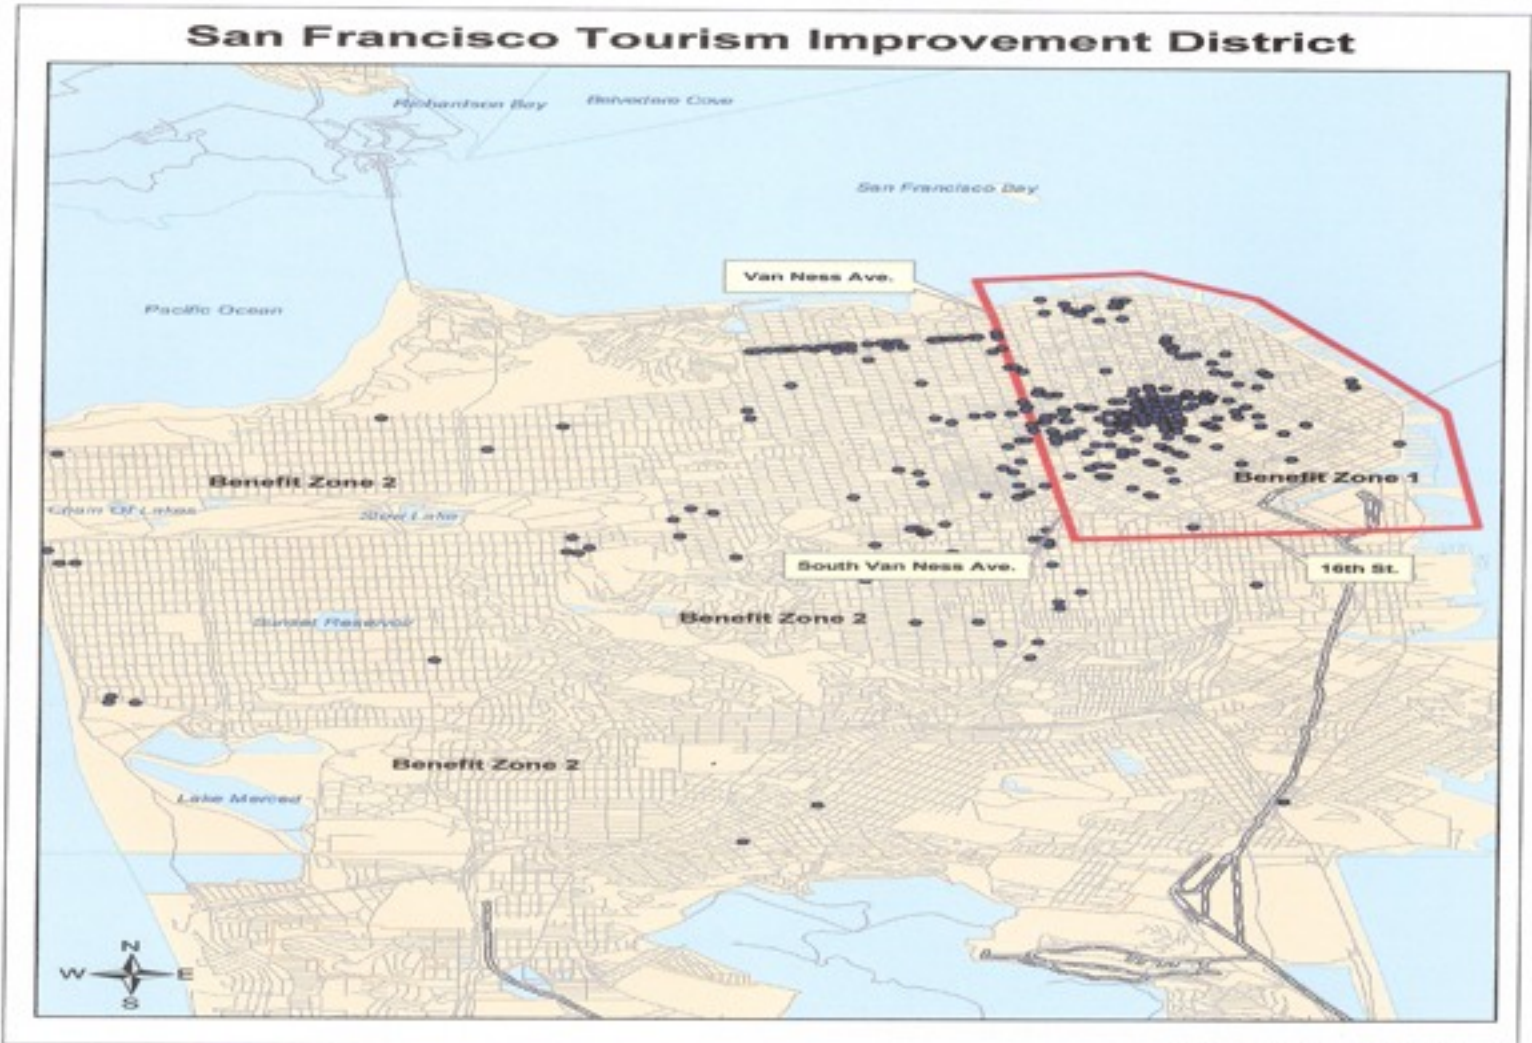 San Francisco Tourism Improvement District
Richardson Bay
Belvedere Cove
San Francisco Bay
Van Ness Ave.
Pacific Ocean
Benefit Zone 2
Benefit Zone 1
Chain Of Lakes
Stow Lake
South Van Ness Ave.
16th St.
Sunset Reservoir
Benefit Zone 2
Benefit Zone 2
Lake Merced
N
W E
S